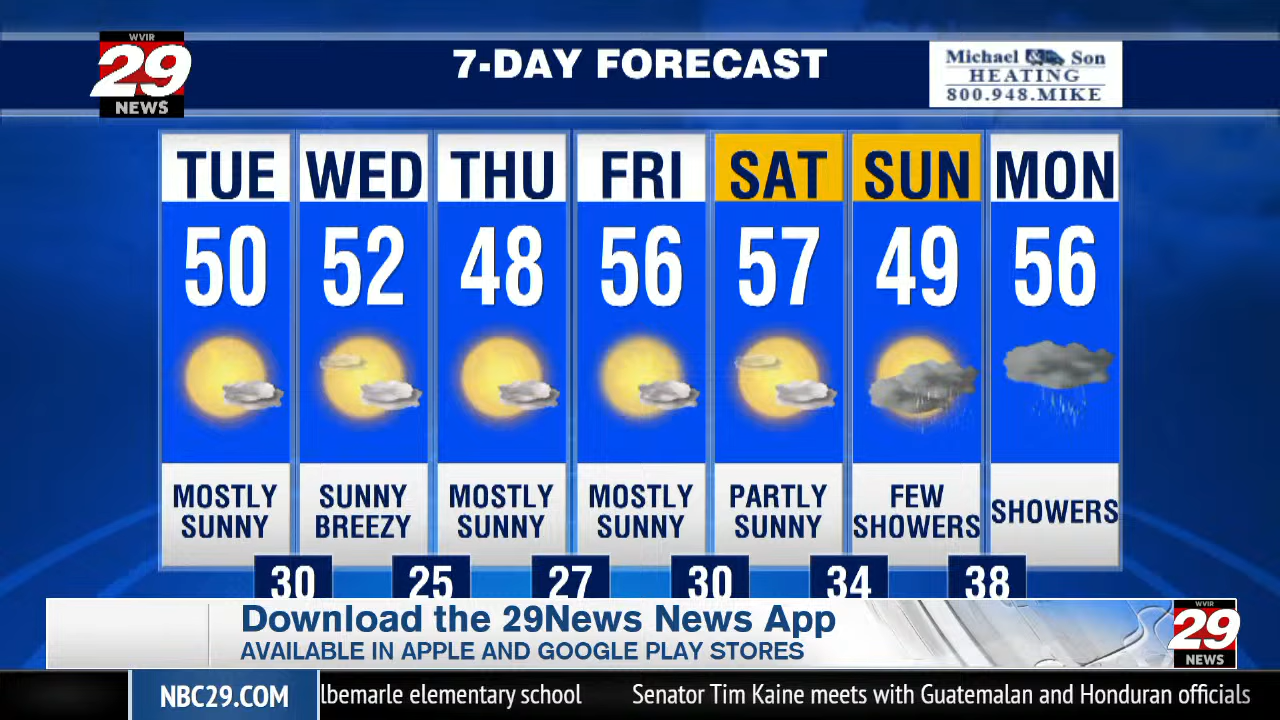 WVIR
29
NEWS
7-DAY FORECAST
Michael Son
HEATING
800.948.MIKE
TUE WED THU FRI SAT SUN MON
50 52 48 56 57 49 56
MOSTLY SUNNY
SUNNY BREEZY
MOSTLY SUNNY
MOSTLY SUNNY
PARTLY SUNNY
FEW SHOWERS
SHOWERS
30 25 27 30 34 38
Download the 29News News App
AVAILABLE IN APPLE AND GOOGLE PLAY STORES
WVIR
29
NEWS
NBC29.COM
lbemarle elementary school Senator Tim Kaine meets with Guatemalan and Honduran officials